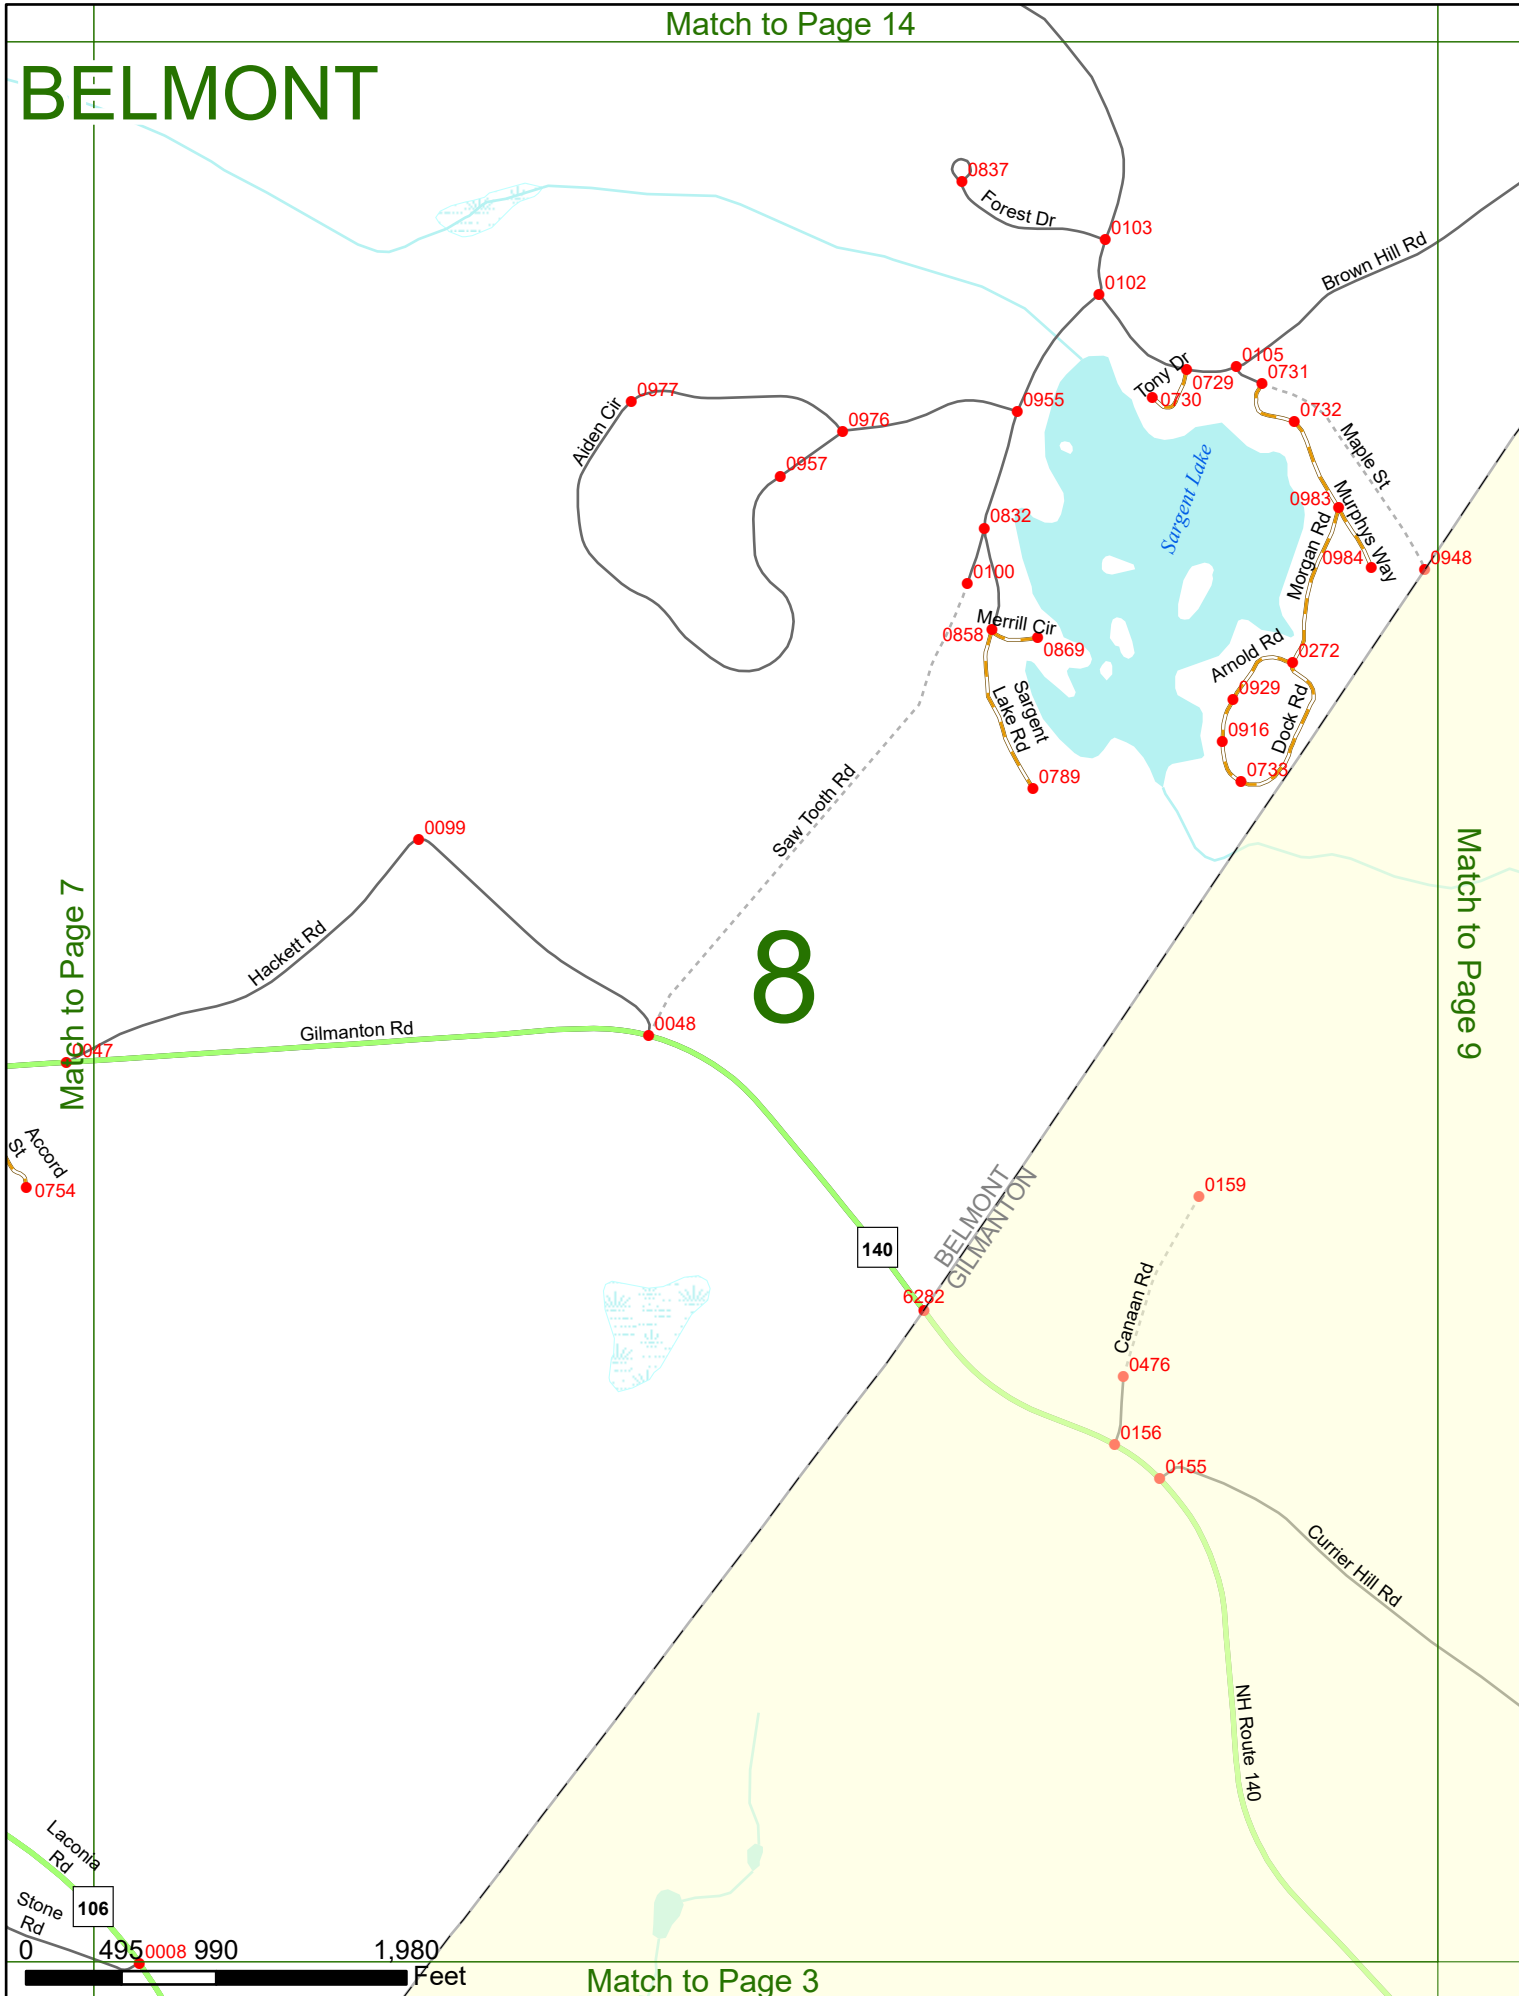 Match to Page 14
BELMONT
0837
Forest Dr
0103
Brown Hill Rd
0102
0105
0731
Tony Dr
0729
0730
0977
0955
0976
0732
Aiden Cir
Maple St
0957
Sargent Lake
0983
Murphys Way
0832
Morgan Rd
0984
0948
0100
Merrill Cir
0858
0869
Arnold Rd
0272
Sargent
Lake Rd
0929
Dock Rd
0916
0733
0789
Saw Tooth Rd
0099
Match to Page 7
Match to Page 9
Hackett Rd
8
Gilmanton Rd
0048
0047
Accord
St
0754
BELMONT
GILMANTON
0159
140
6282
Canaan Rd
0476
0156
0155
Currier Hill Rd
NH Route 140
Laconia
Rd
106
Stone
Rd
0008
0 495 990 1,980
Feet
Match to Page 3